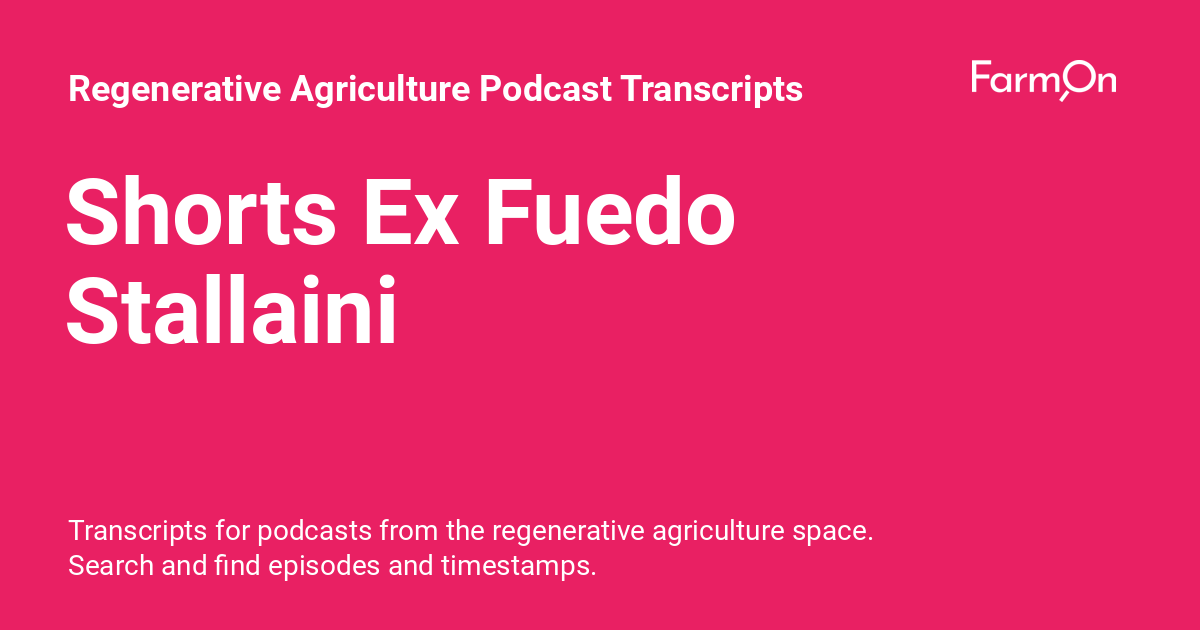 Regenerative Agriculture Podcast Transcripts
FarmOn
Shorts Ex Fuedo
Stallaini
Transcripts for podcasts from the regenerative agriculture space.
Search and find episodes and timestamps.